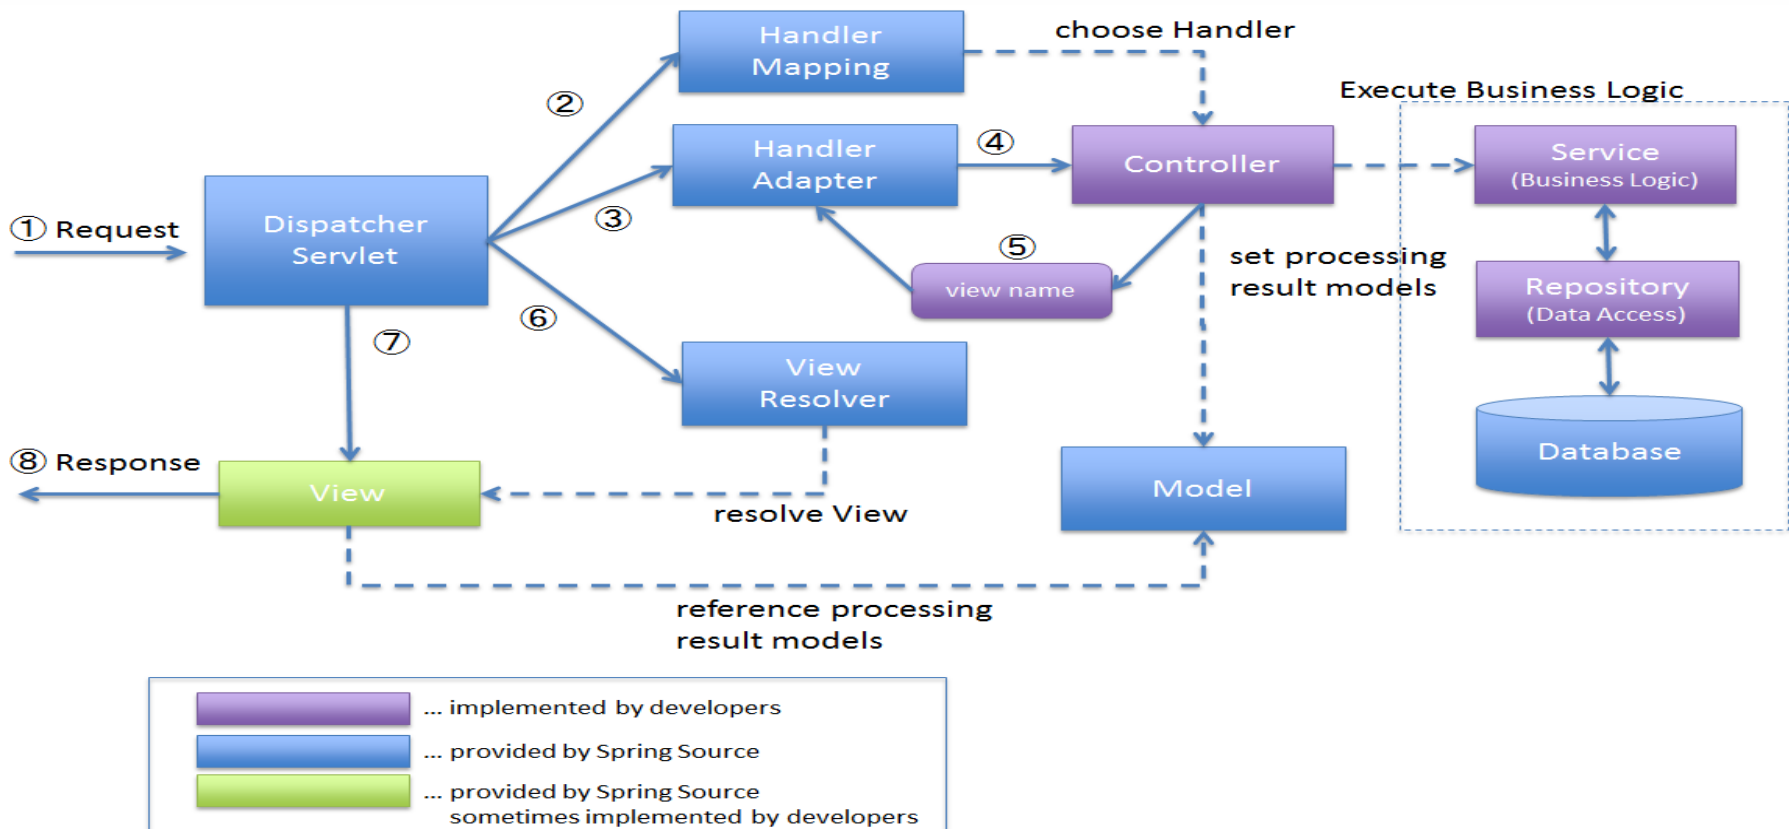 Handler
Mapping
choose Handler
Execute Business Logic
②
Handler
Adapter
④
Controller
Service
(Business Logic)
① Request
Dispatcher
Servlet
③
⑤
view name
set processing
result models
Repository
(Data Access)
⑥
⑦
View
Resolver
Database
⑧ Response
View
resolve View
Model
reference processing
result models
... implemented by developers
... provided by Spring Source
... provided by Spring Source
sometimes implemented by developers